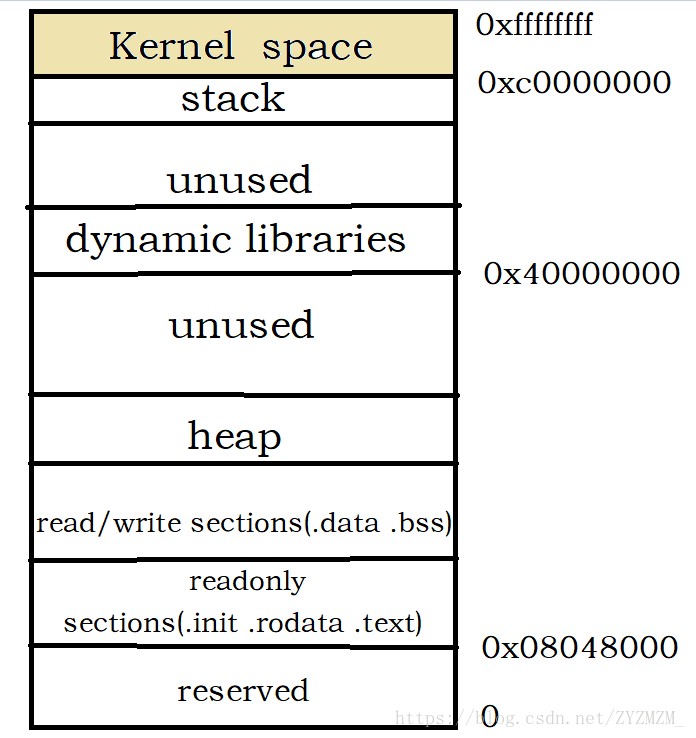 0xffffffff
Kernel space
0xc0000000
stack
unused
dynamic libraries
0x40000000
unused
heap
read/write sections(.data .bss)
readonly
sections(.init .rodata .text)
0x08048000
reserved
0
https://blog.csdn.net/ZYZMZM_